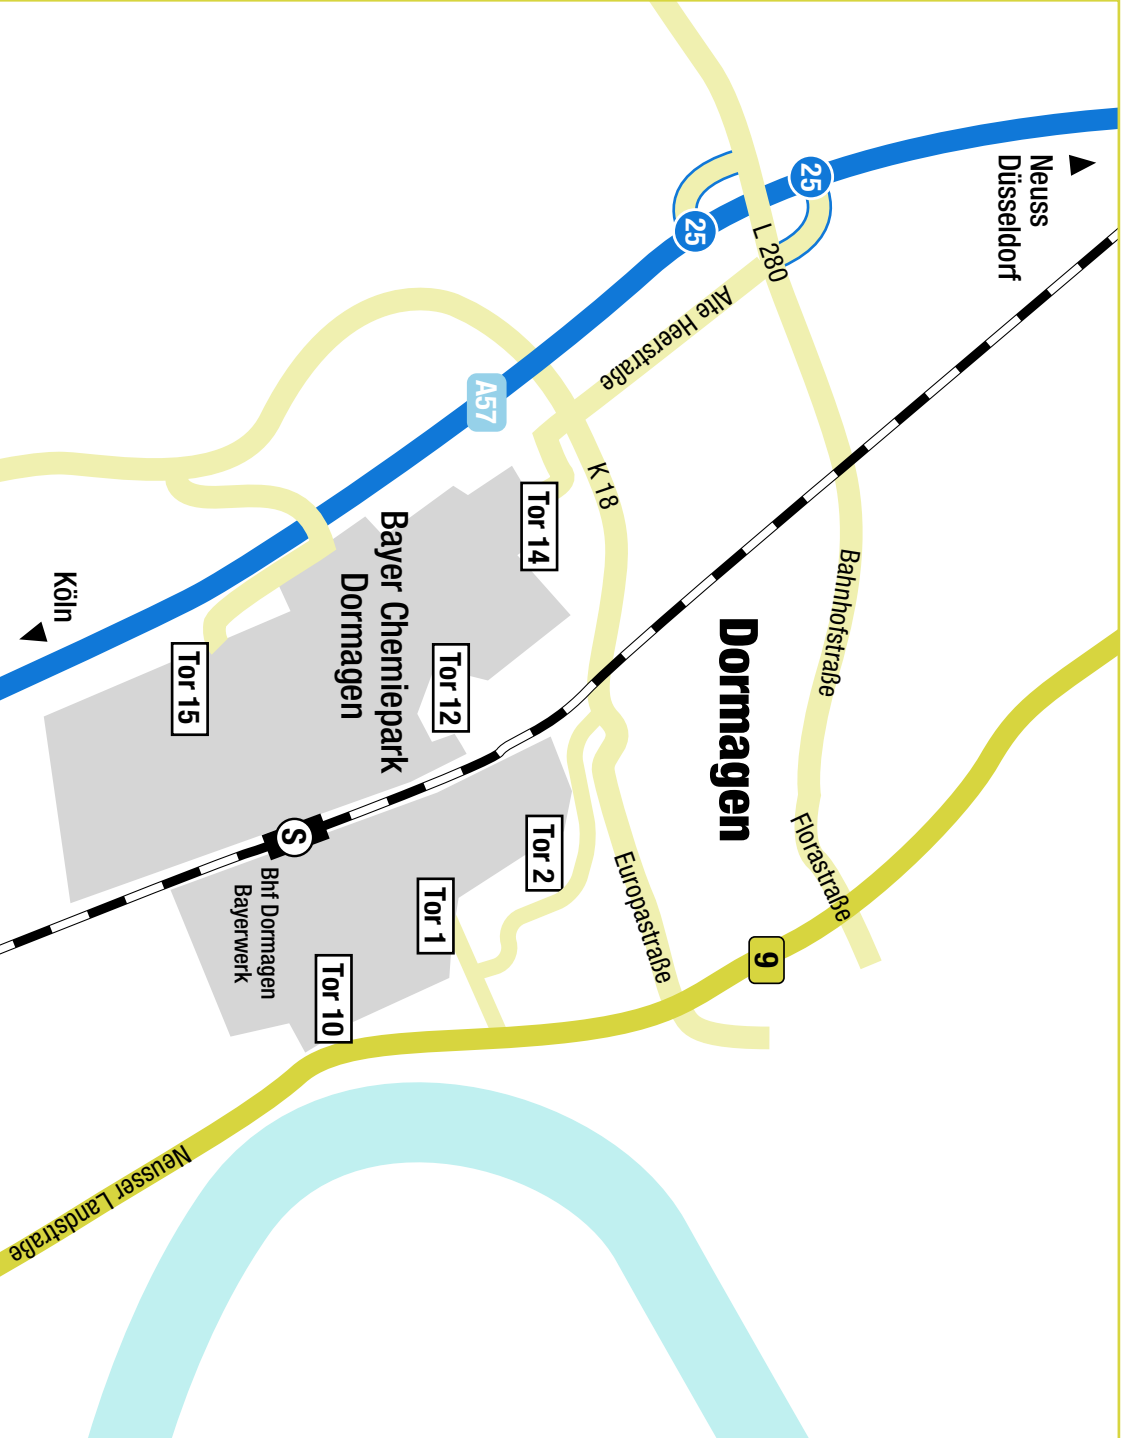 Neuss
Düsseldorf
25
25
L 280
Alte Heerstraße
A57
K 18
Bahnhofstraße
Tor 14
Bayer Chemiepark
Dormagen
Köln
Dormagen
Tor 12
Tor 15
Florastraße
Tor 2
Europastraße
S
Bhf Dormagen
Bayerwerk
Tor 1
9
Tor 10
Neusser Landstraße